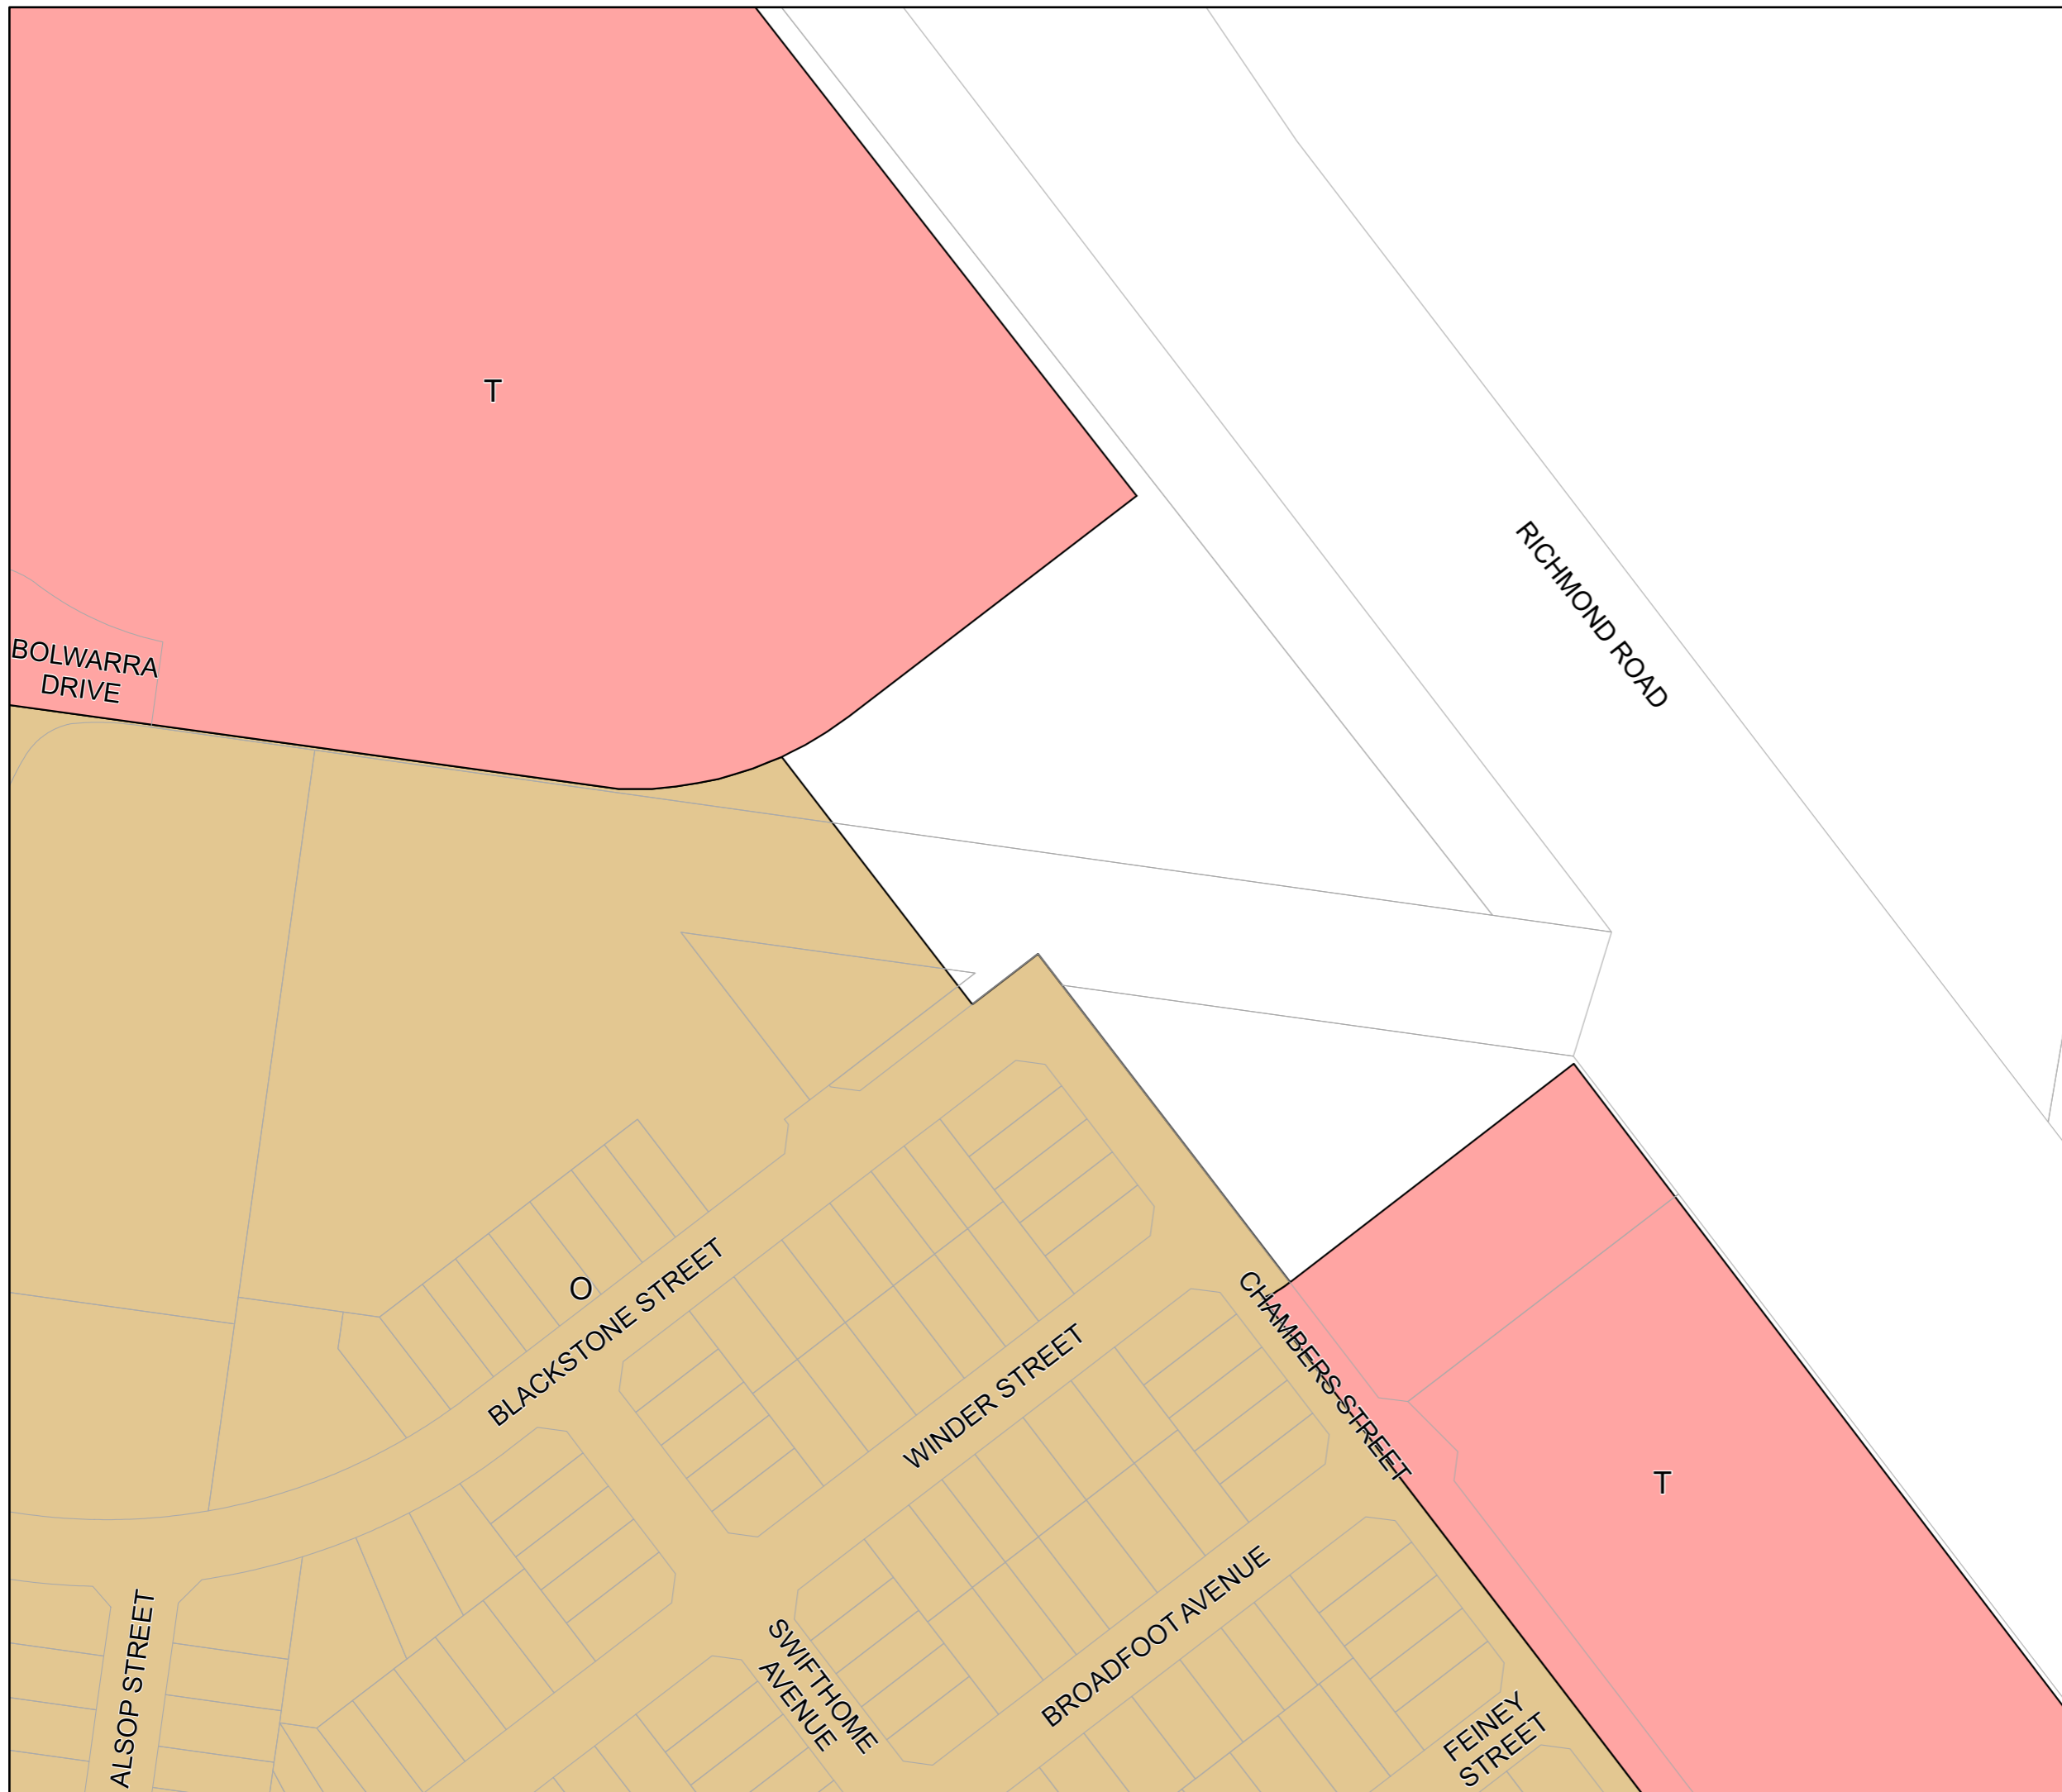 T
RICHMOND ROAD
BOLWARRA
DRIVE
O
BLACKSTONE STREET
CHAMBERS STREET
WINDER STREET
T
BROADFOOT AVENUE
ALSOP STREET
SWIFTHOME
AVENUE
FEINEY
STREET